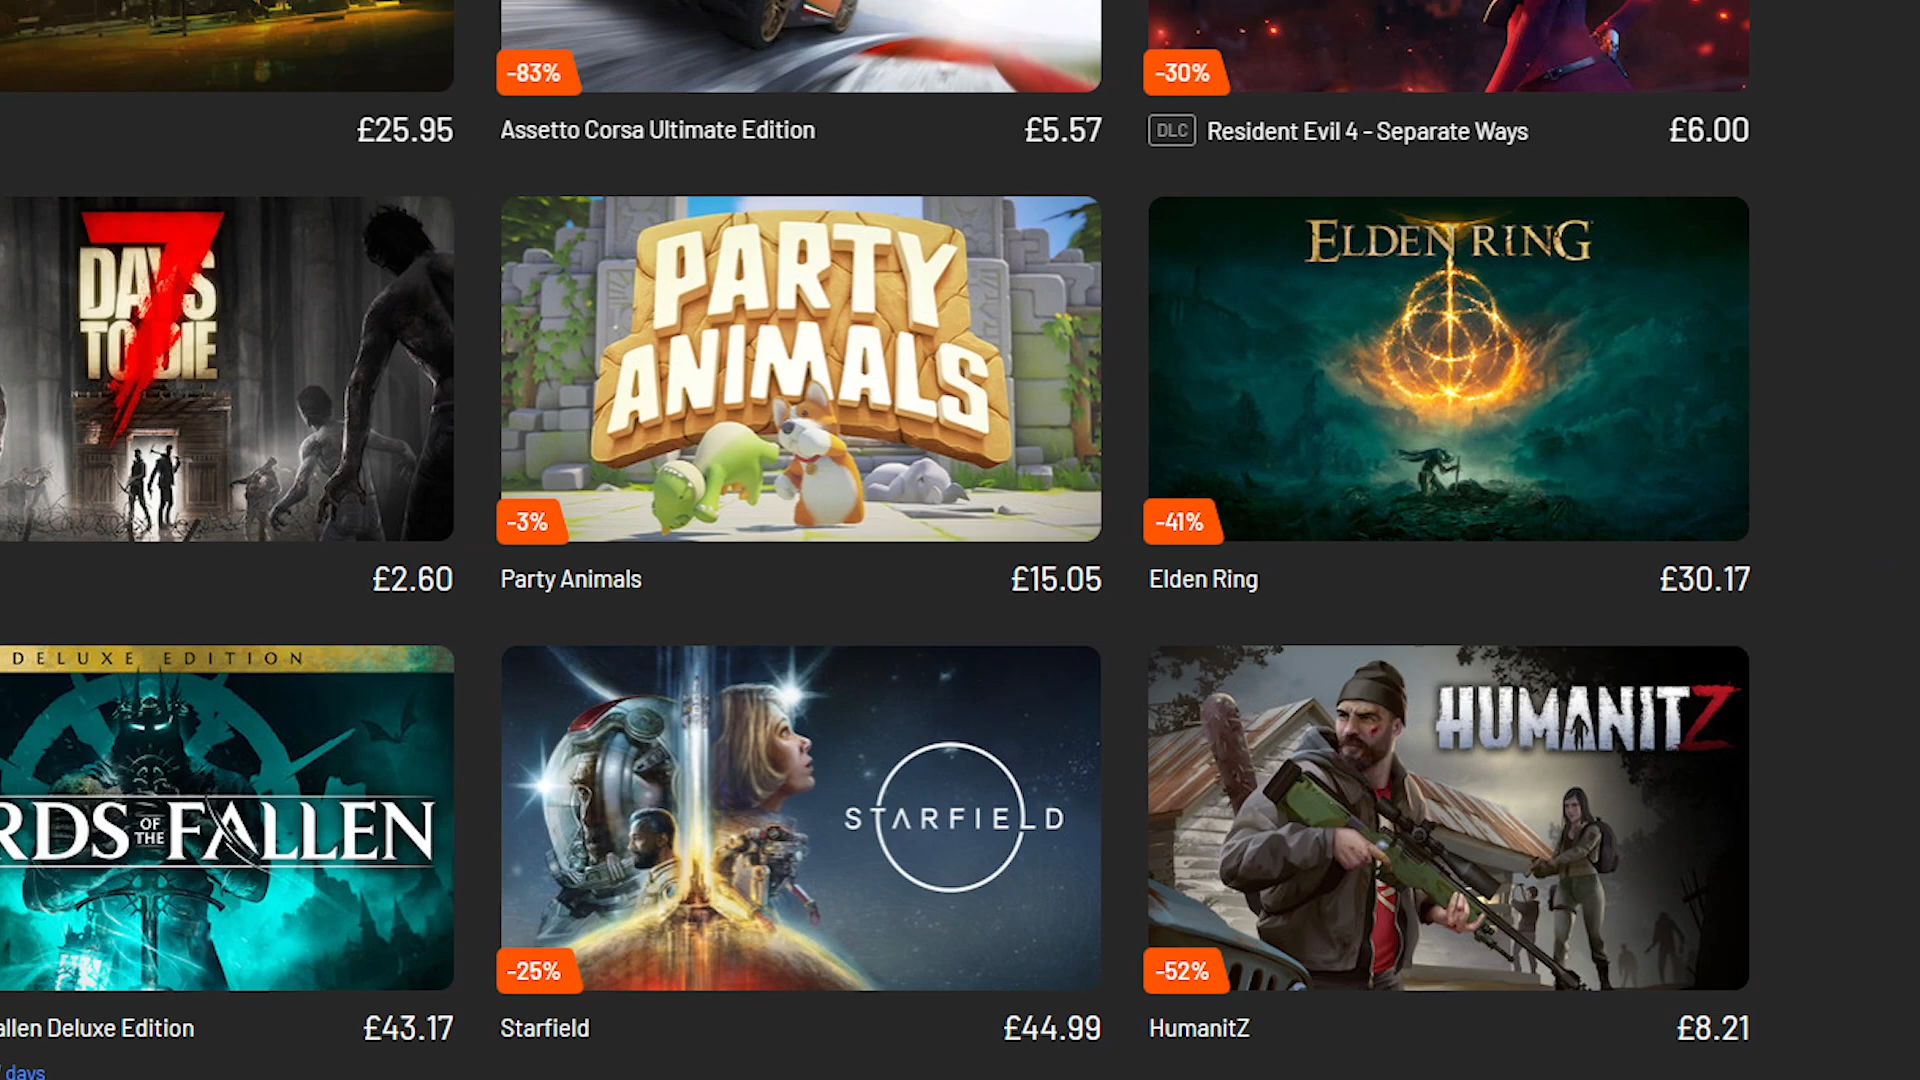 -83%
-30%
£25.95
Assetto Corsa Ultimate Edition
£5.57
DLC
Resident Evil 4 - Separate Ways
£6.00
7
DAYS
TO DIE
PARTY
ANIMALS
ELDEN RING
-3%
-41%
£2.60
Party Animals
£15.05
Elden Ring
£30.17
DELUXE EDITION
RDS OF THE FALLEN
STARFIELD
HUMANITZ
-25%
-52%
allen Deluxe Edition
£43.17
Starfield
£44.99
HumanitZ
£8.21
days